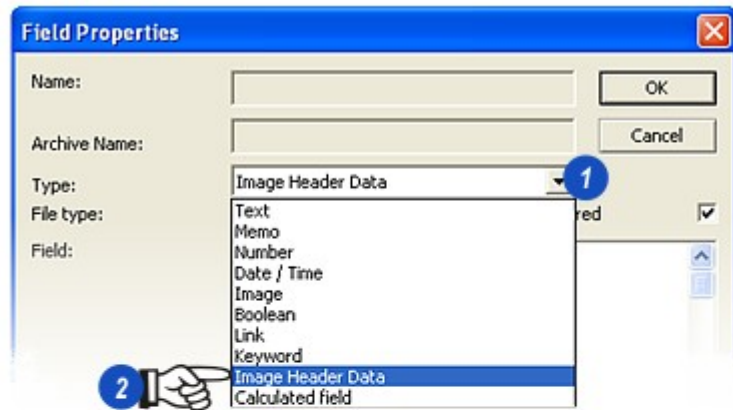 Field Properties
Name:
OK
Archive Name:
Cancel
Type:
Image Header Data
1
File type:
Text
red
Memo
Field:
Number
Date / Time
Image
Boolean
Link
Keyword
2
Image Header Data
Calculated field